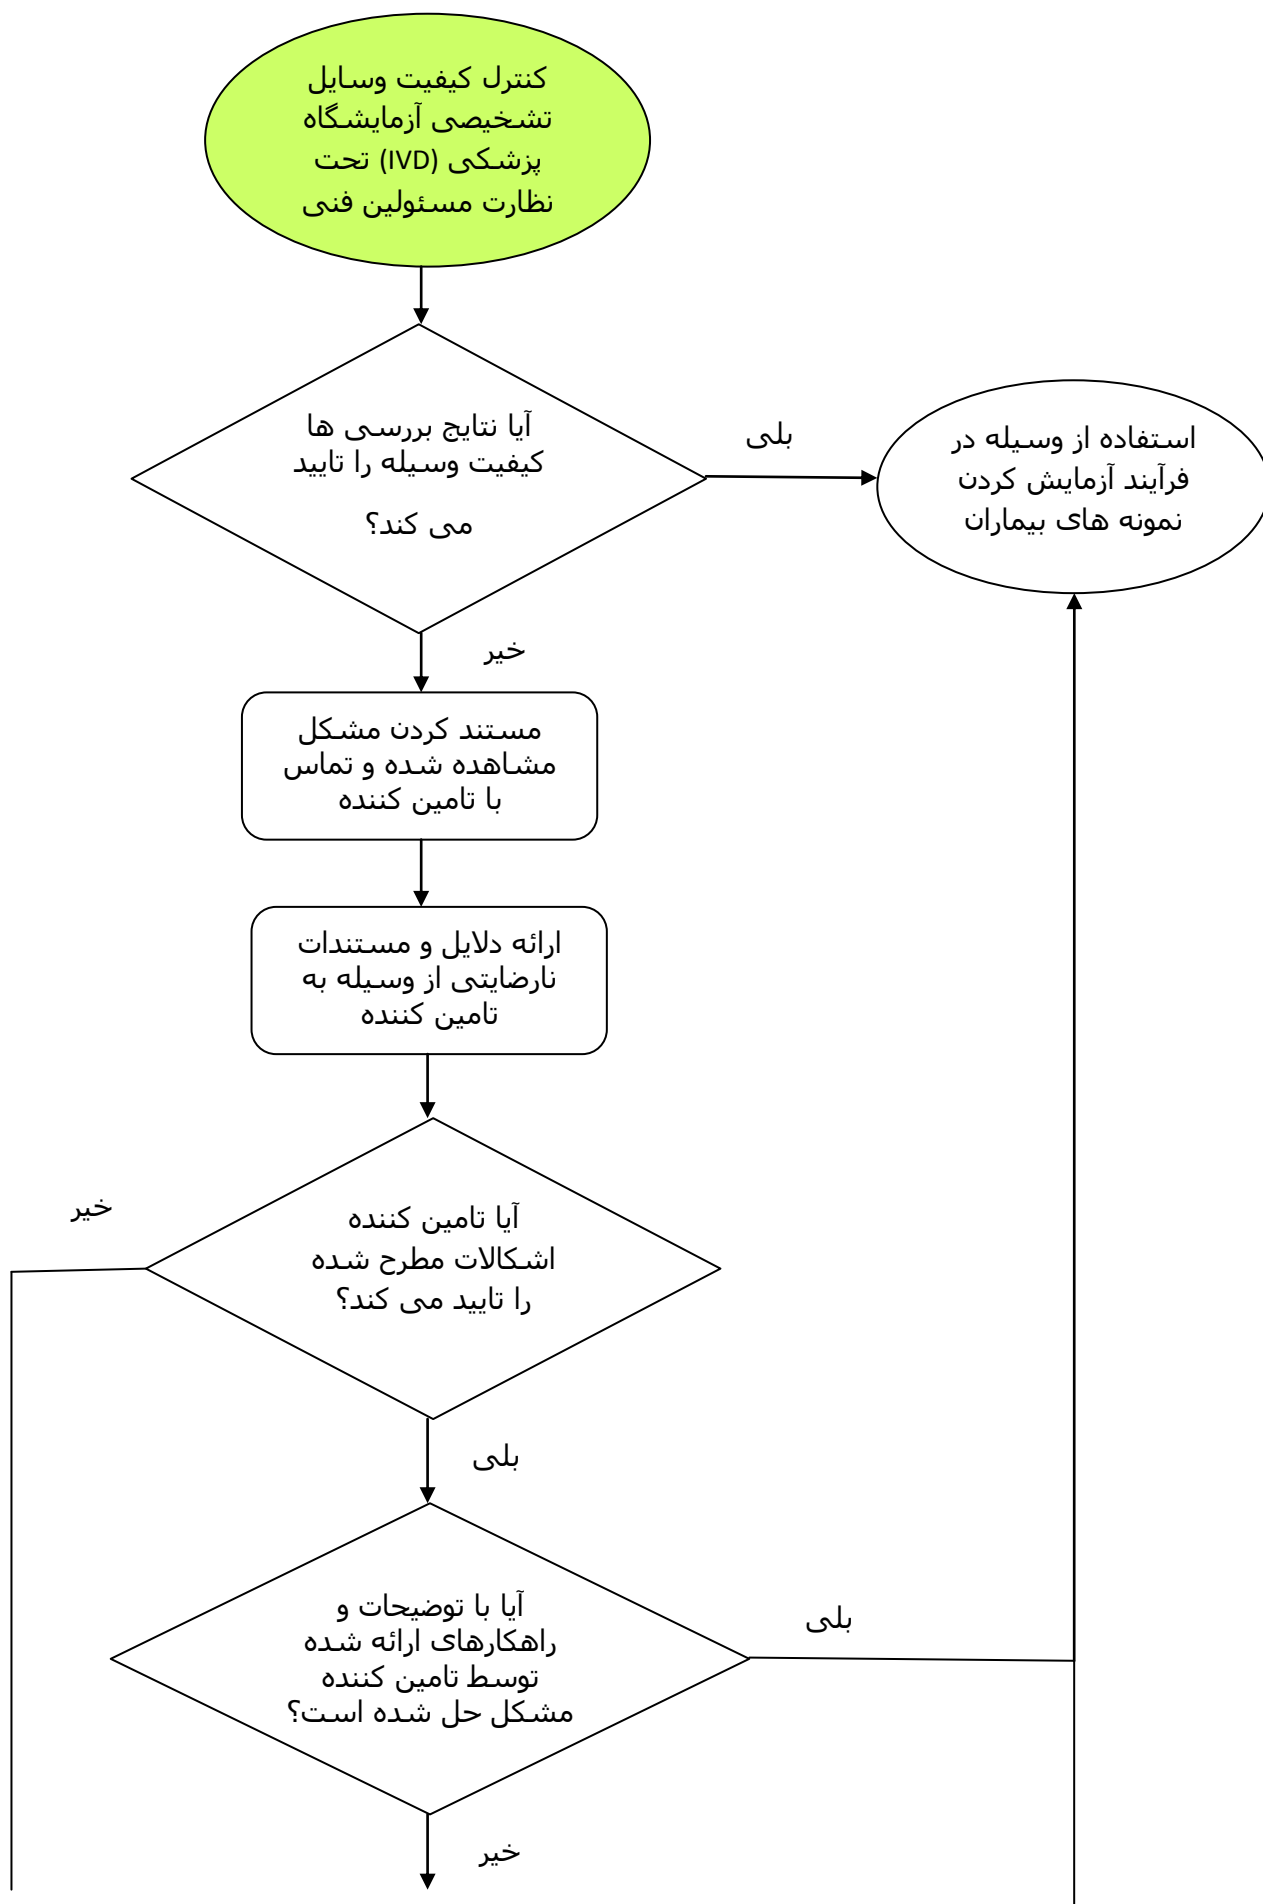 کنترل کیفیت وسایل
تشخیصی آزمایشگاه
پزشکی (IVD) تحت
نظارت مسئولین فنی
آیا نتایج بررسی ها
کیفیت وسیله را تایید
می کند؟
بلی
استفاده از وسیله در
فرآیند آزمایش کردن
نمونه های بیماران
خیر
مستند کردن مشکل
مشاهده شده و تماس
با تامین کننده
ارائه دلایل و مستندات
نارضایتی از وسیله به
تامین کننده
آیا تامین کننده
اشکالات مطرح شده
را تایید می کند؟
خیر
بلی
آیا با توضیحات و
راهکارهای ارائه شده
توسط تامین کننده
مشکل حل شده است؟
بلی
خیر